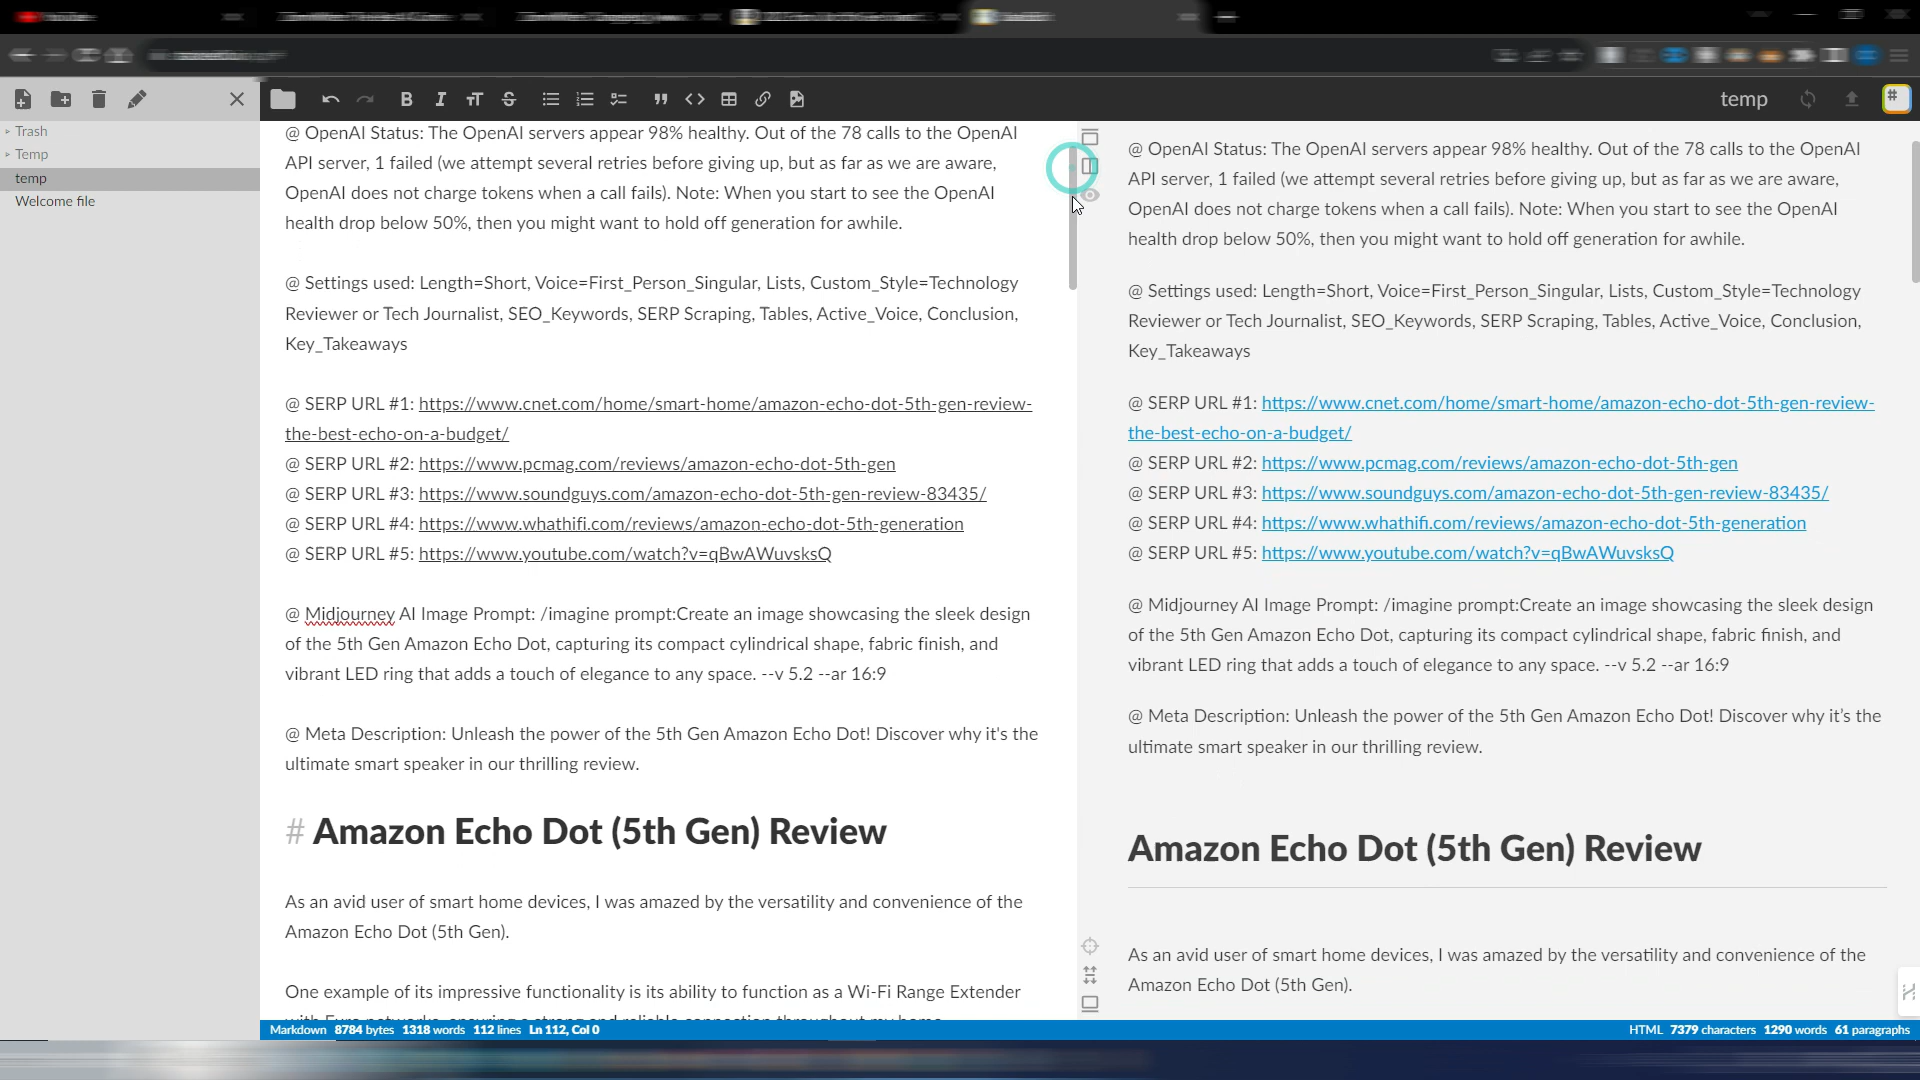 temp
Trash
Temp
temp
Welcome file
@ OpenAI Status: The OpenAI servers appear 98% healthy. Out of the 78 calls to the OpenAI
API server, 1 failed (we attempt several retries before giving up, but as far as we are aware,
OpenAI does not charge tokens when a call fails). Note: When you start to see the OpenAI
health drop below 50%, then you might want to hold off generation for awhile.
@ Settings used: Length=Short, Voice=First_Person_Singular, Lists, Custom_Style=Technology
Reviewer or Tech Journalist, SEO_Keywords, SERP Scraping, Tables, Active_Voice, Conclusion,
Key_Takeaways
@ SERP URL #1: https://www.cnet.com/home/smart-home/amazon-echo-dot-5th-gen-review-
the-best-echo-on-a-budget/
@ SERP URL #2: https://www.pcmag.com/reviews/amazon-echo-dot-5th-gen
@ SERP URL #3: https://www.soundguys.com/amazon-echo-dot-5th-gen-review-83435/
@ SERP URL #4: https://www.whathifi.com/reviews/amazon-echo-dot-5th-generation
@ SERP URL #5: https://www.youtube.com/watch?v=qBwAWuvsksQ
@ Midjourney AI Image Prompt: /imagine prompt:Create an image showcasing the sleek design
of the 5th Gen Amazon Echo Dot, capturing its compact cylindrical shape, fabric finish, and
vibrant LED ring that adds a touch of elegance to any space. --v 5.2 --ar 16:9
@ Meta Description: Unleash the power of the 5th Gen Amazon Echo Dot! Discover why it's the
ultimate smart speaker in our thrilling review.
# Amazon Echo Dot (5th Gen) Review
As an avid user of smart home devices, I was amazed by the versatility and convenience of the
Amazon Echo Dot (5th Gen).
One example of its impressive functionality is its ability to function as a Wi-Fi Range Extender
@ OpenAI Status: The OpenAI servers appear 98% healthy. Out of the 78 calls to the OpenAI
API server, 1 failed (we attempt several retries before giving up, but as far as we are aware,
OpenAI does not charge tokens when a call fails). Note: When you start to see the OpenAI
health drop below 50%, then you might want to hold off generation for awhile.
@ Settings used: Length=Short, Voice=First_Person_Singular, Lists, Custom_Style=Technology
Reviewer or Tech Journalist, SEO_Keywords, SERP Scraping, Tables, Active_Voice, Conclusion,
Key_Takeaways
@ SERP URL #1: https://www.cnet.com/home/smart-home/amazon-echo-dot-5th-gen-review-
the-best-echo-on-a-budget/
@ SERP URL #2: https://www.pcmag.com/reviews/amazon-echo-dot-5th-gen
@ SERP URL #3: https://www.soundguys.com/amazon-echo-dot-5th-gen-review-83435/
@ SERP URL #4: https://www.whathifi.com/reviews/amazon-echo-dot-5th-generation
@ SERP URL #5: https://www.youtube.com/watch?v=qBwAWuvsksQ
@ Midjourney AI Image Prompt: /imagine prompt:Create an image showcasing the sleek design
of the 5th Gen Amazon Echo Dot, capturing its compact cylindrical shape, fabric finish, and
vibrant LED ring that adds a touch of elegance to any space. --v 5.2 --ar 16:9
@ Meta Description: Unleash the power of the 5th Gen Amazon Echo Dot! Discover why it’s the
ultimate smart speaker in our thrilling review.
Amazon Echo Dot (5th Gen) Review
As an avid user of smart home devices, I was amazed by the versatility and convenience of the
Amazon Echo Dot (5th Gen).
Markdown 8784 bytes 1318 words 112 lines Ln 112, Col 0
HTML 7379 characters 1290 words 61 paragraphs